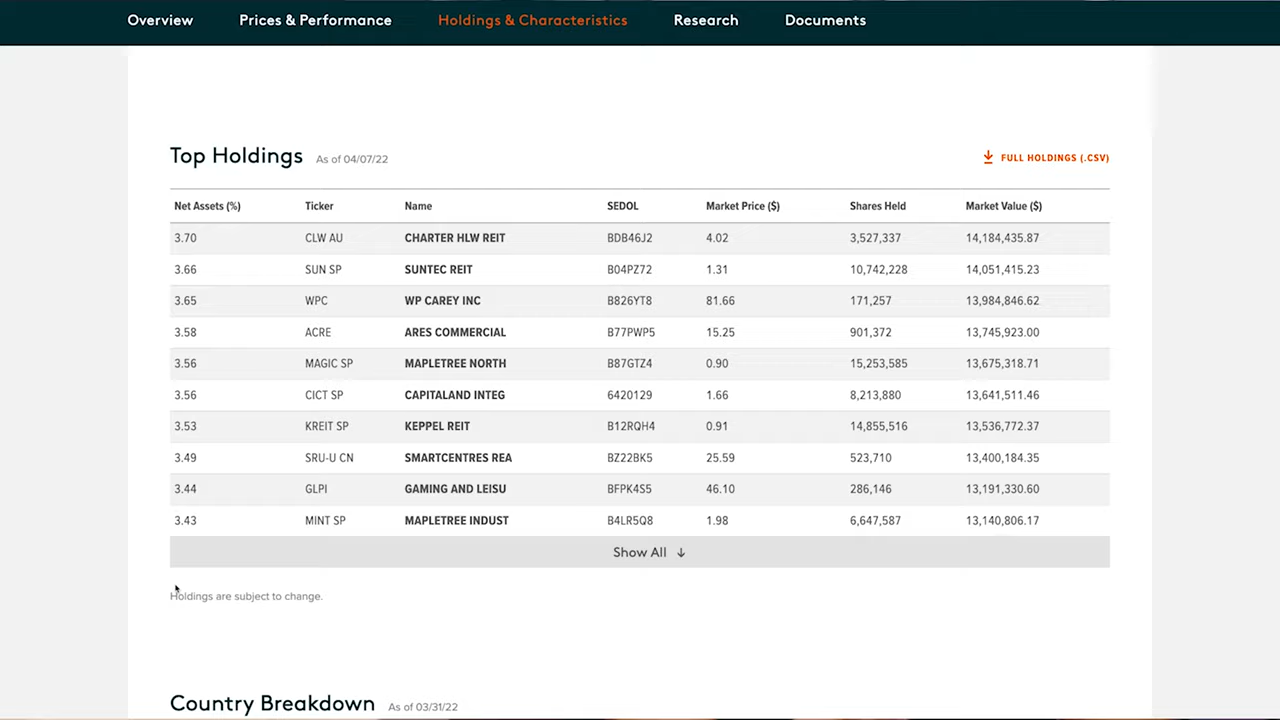 Overview Prices & Performance Holdings & Characteristics Research Documents
Top Holdings As of 04/07/22 FULL HOLDINGS (.CSV)
Net Assets (%) Ticker Name SEDOL Market Price ($) Shares Held Market Value ($)
3.70 CLW AU CHARTER HLW REIT BDB46J2 4.02 3,527,337 14,184,435.87
3.66 SUN SP SUNTEC REIT B04PZ72 1.31 10,742,228 14,051,415.23
3.65 WPC WP CAREY INC B826YT8 81.66 171,257 13,984,846.62
3.58 ACRE ARES COMMERCIAL B77PWP5 15.25 901,372 13,745,923.00
3.56 MAGIC SP MAPLETREE NORTH B87GTZ4 0.90 15,253,585 13,675,318.71
3.56 CICT SP CAPITALAND INTEG 6420129 1.66 8,213,880 13,641,511.46
3.53 KREIT SP KEPPEL REIT B12RQH4 0.91 14,855,516 13,536,772.37
3.49 SRU-U CN SMARTCENTRES REA BZ22BK5 25.59 523,710 13,400,184.35
3.44 GLPI GAMING AND LEISU BFPK4S5 46.10 286,146 13,191,330.60
3.43 MINT SP MAPLETREE INDUST B4LR5Q8 1.98 6,647,587 13,140,806.17
Show All
Holdings are subject to change.
Country Breakdown As of 03/31/22